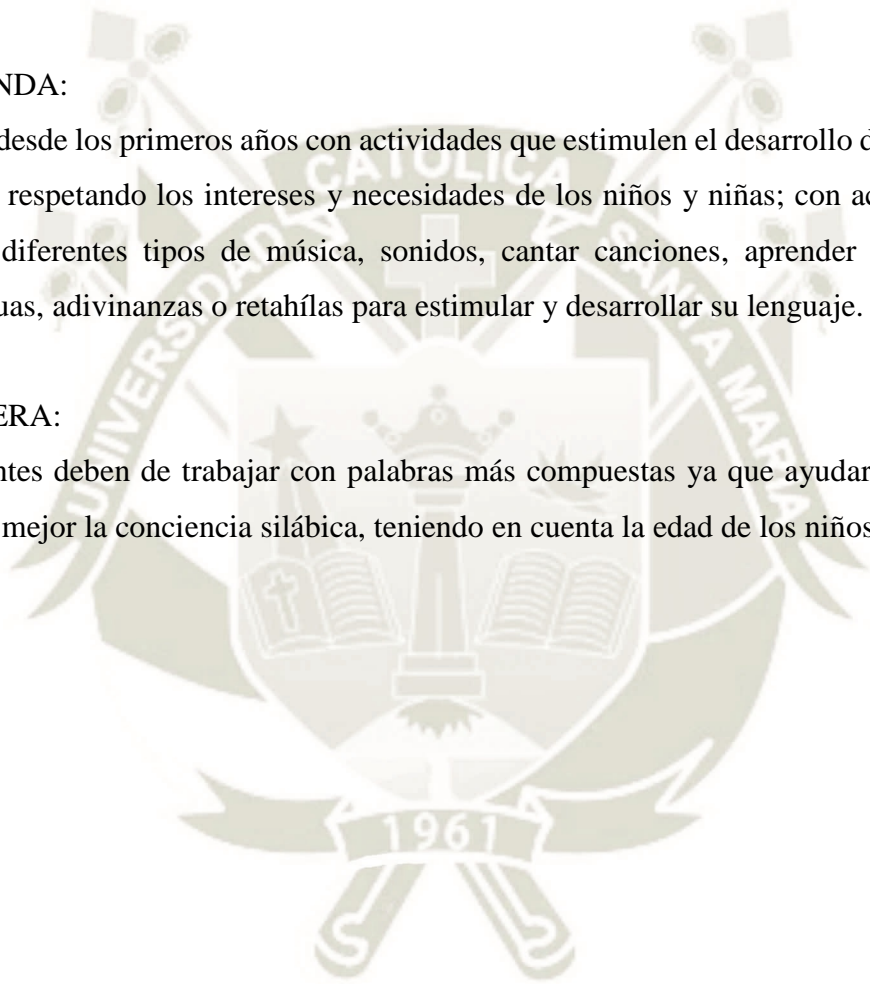 NDA:
desde los primeros años con actividades que estimulen el desarrollo d
respetando los intereses y necesidades de los niños y niñas; con ac
diferentes tipos de música, sonidos, cantar canciones, aprender
uas, adivinanzas o retahílas para estimular y desarrollar su lenguaje.
ERA:
ntes deben de trabajar con palabras más compuestas ya que ayudar
mejor la conciencia silábica, teniendo en cuenta la edad de los niños
UNIVERSIDAD CATOLICA SANTA MARIA
1961